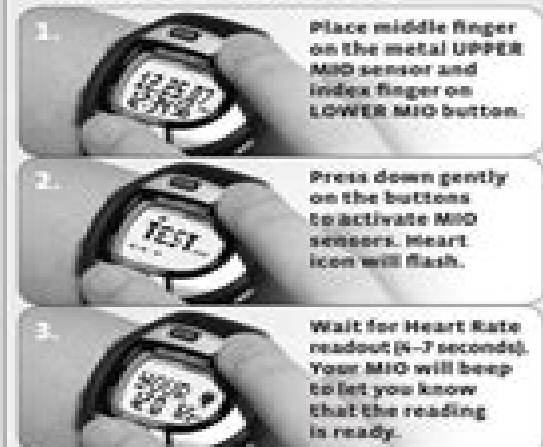 1.
Place middle finger
on the metal UPPER
MIO sensor and
index finger on
LOWER MIO button.
2.
TEST
Press down gently
on the buttons
to activate MIO
sensors. Heart
icon will flash.
3.
Wait for Heart Rate
readout (4-7 seconds).
Your MIO will beep
to let you know
that the reading
is ready.